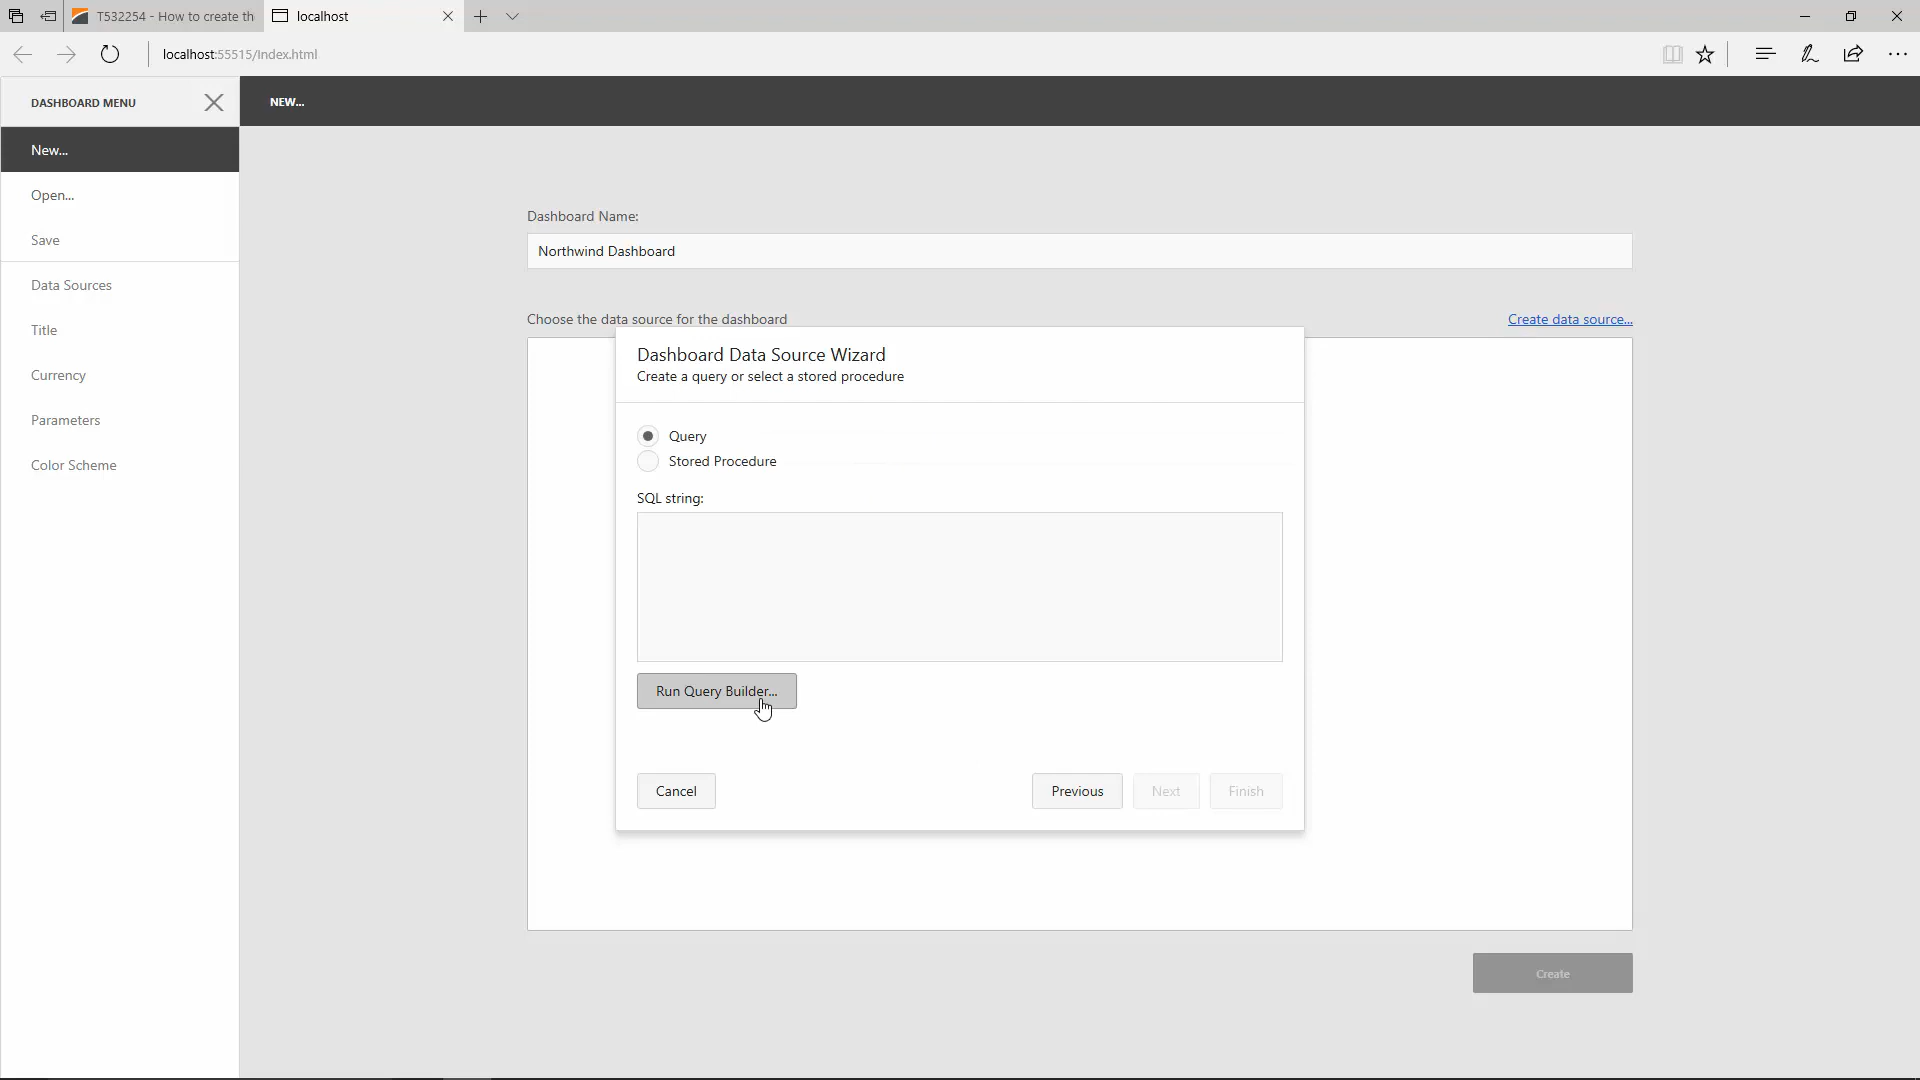 T532254 - How to create th
localhost
localhost:55515/Index.html
DASHBOARD MENU
NEW...
New...
Open...
Save
Data Sources
Title
Currency
Parameters
Color Scheme
Dashboard Name:
Northwind Dashboard
Choose the data source for the dashboard
Create data source...
Dashboard Data Source Wizard
Create a query or select a stored procedure
Query
Stored Procedure
SQL string:
Run Query Builder...
Cancel
Previous
Next
Finish
Create